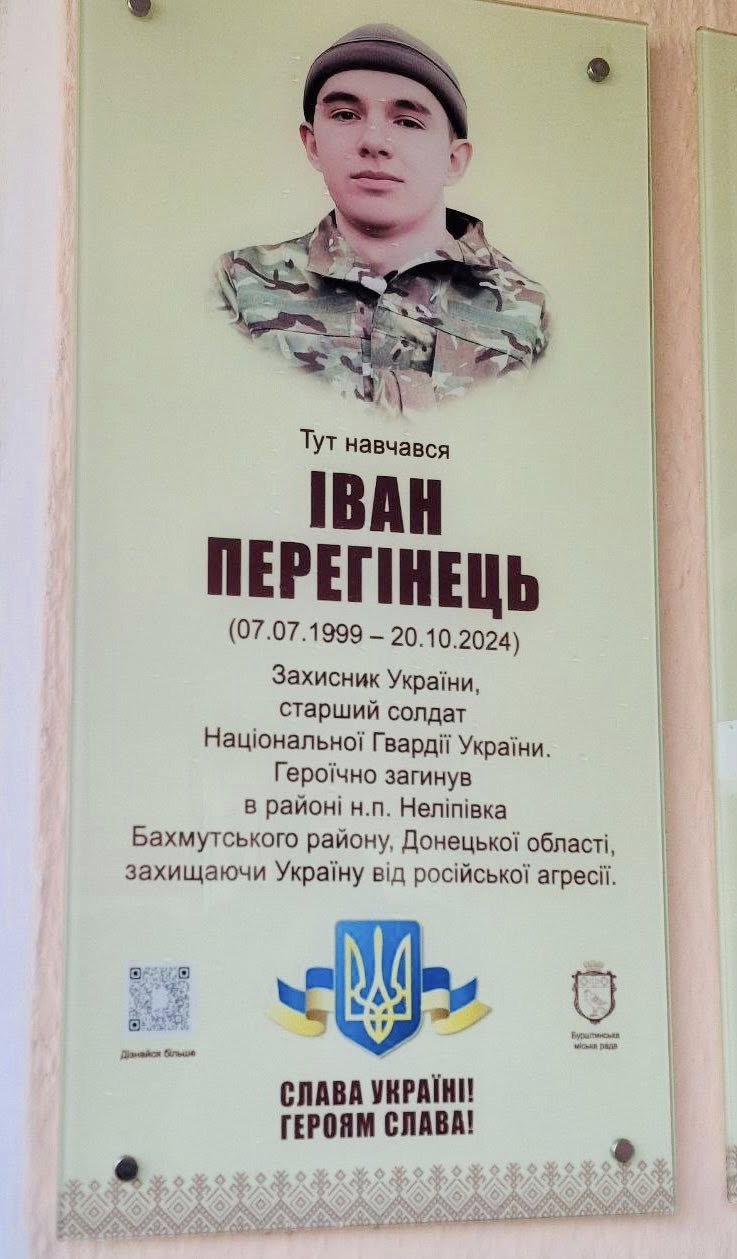 Тут навчався
ІВАН
ПЕРЕГІНЕЦЬ
(07.07.1999 – 20.10.2024)
Захисник України,
старший солдат
Національної Гвардії України.
Героїчно загинув
в районі н.п. Неліпівка
Бахмутського району, Донецької області,
захищаючи Україну від російської агресії.
Дізнайся більше
Бурштинська
міська рада
СЛАВА УКРАЇНІ!
ГЕРОЯМ СЛАВА!